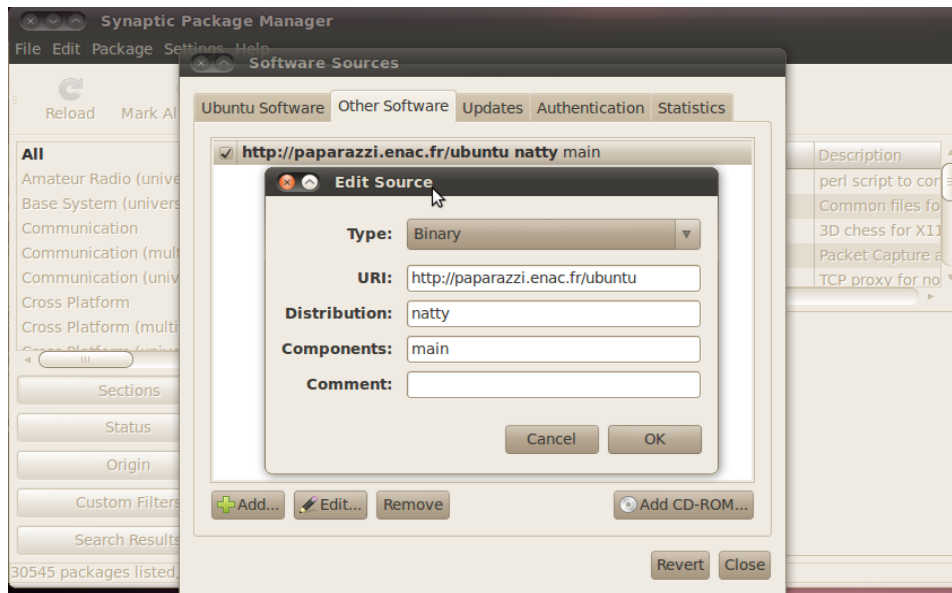 Synaptic Package Manager
File Edit Package Settings Help
Software Sources
Reload Mark Al
Ubuntu Software Other Software Updates Authentication Statistics
http://paparazzi.enac.fr/ubuntu natty main
All
Amateur Radio (unive
Base System (univers
Communication
Communication (mult
Communication (univ
Cross Platform
Cross Platform (multi
Description
perl script to con
Common files fo
3D chess for X11
Packet Capture a
TCP proxy for no
Edit Source
Type: Binary
URI: http://paparazzi.enac.fr/ubuntu
Distribution: natty
Components: main
Comment:
Cancel OK
Sections
Status
Origin
Custom Filters
Search Results
Add... Edit... Remove Add CD-ROM...
Revert Close
30545 packages listed,